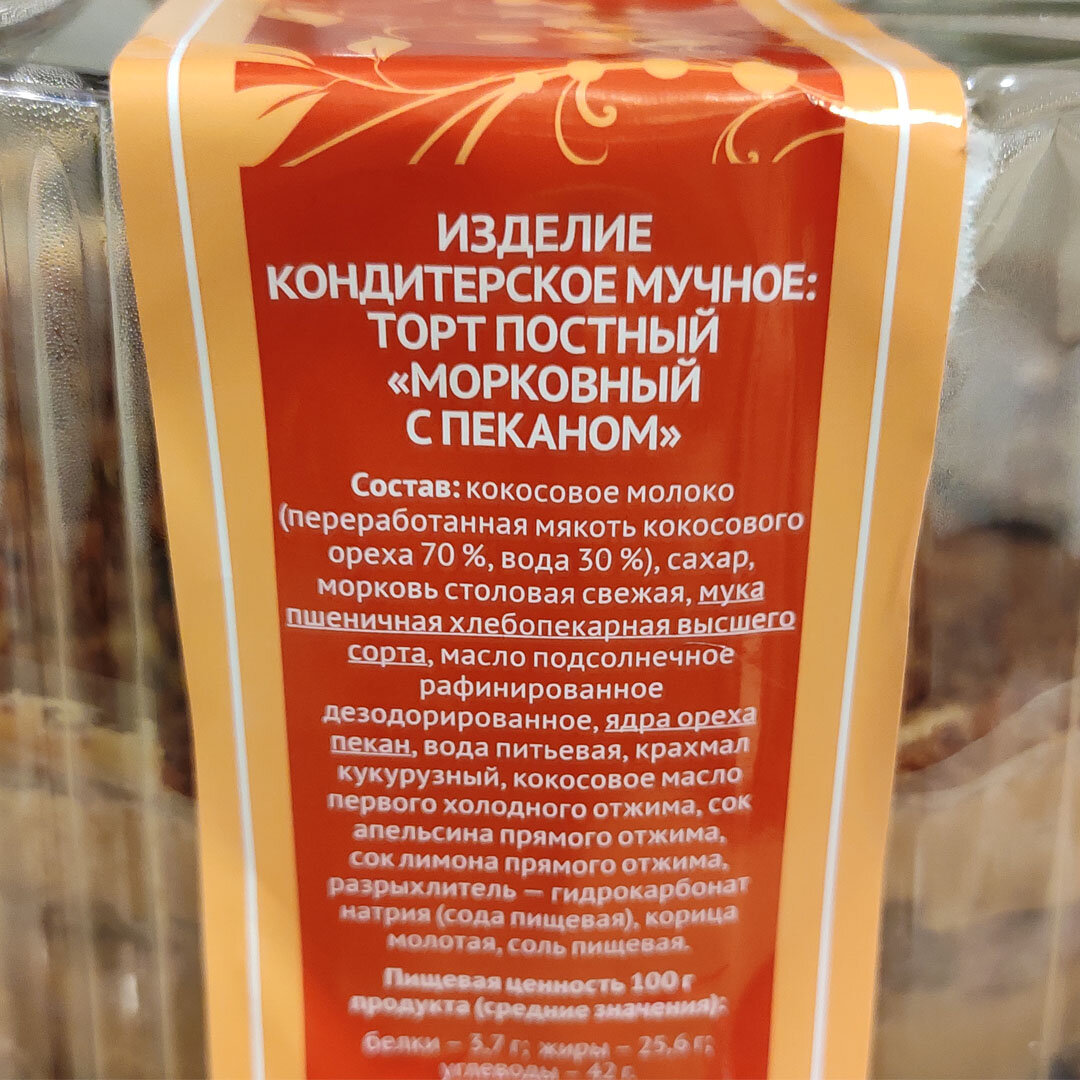 ИЗДЕЛИЕ
КОНДИТЕРСКОЕ МУЧНОЕ:
ТОРТ ПОСТНЫЙ
«МОРКОВНЫЙ
С ПЕКАНОМ»
Состав: кокосовое молоко
(переработанная мякоть кокосового
ореха 70 %, вода 30 %), сахар,
морковь столовая свежая, мука
пшеничная хлебопекарная высшего
сорта, масло подсолнечное
рафинированное
дезодорированное, ядра ореха
пекан, вода питьевая, крахмал
кукурузный, кокосовое масло
первого холодного отжима, сок
апельсина прямого отжима,
сок лимона прямого отжима,
разрыхлитель — гидрокарбонат
натрия (сода пищевая), корица
молотая, соль пищевая.
Пищевая ценность 100 г
продукта (средние значения):
белки – 3,7 г; жиры – 25,6 г;
углеводы – 42 г.